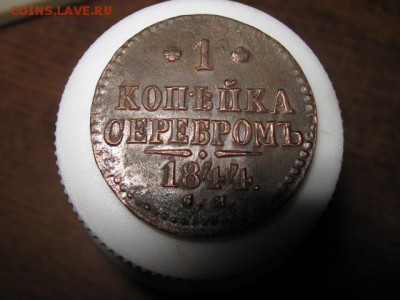 COINS.LAVE.RU
1
КОПѢЙКА
СЕРЕБРОМЪ
1844.
С. М